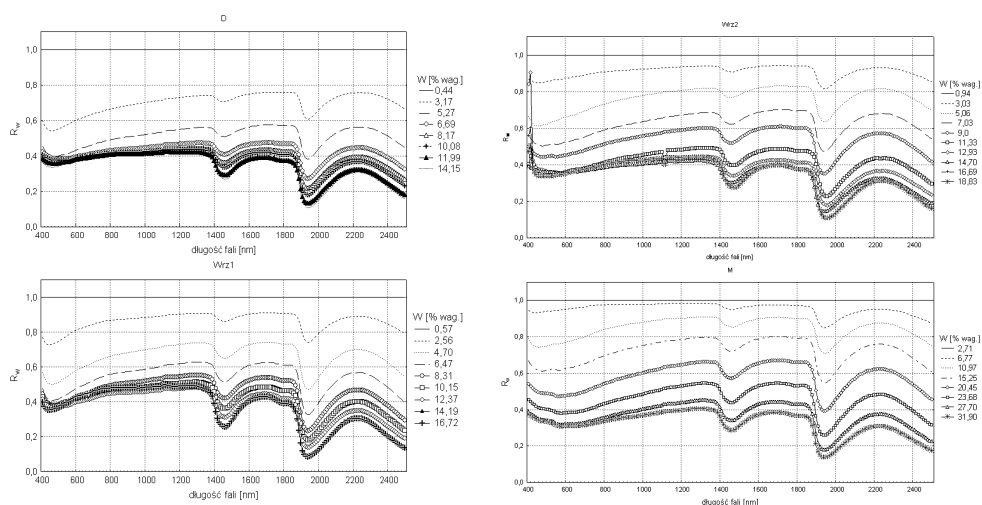 D
W [% wag.]
0,44
3,17
5,27
6,69
8,17
10,08
11,99
14,15
Rw
1,0
0,8
0,6
0,4
0,2
0,0
400 600 800 1000 1200 1400 1600 1800 2000 2200 2400
długość fali [nm]
Wrz2
W [% wag.]
0,94
3,03
5,06
7,03
9,0
11,33
12,93
14,70
16,69
18,83
Rw
1,0
0,8
0,6
0,4
0,2
0,0
400 600 800 1000 1200 1400 1600 1800 2000 2200 2400
długość fali [nm]
Wrz1
W [% wag.]
0,57
2,56
4,70
6,47
8,31
10,15
12,37
14,19
16,72
Rw
1,0
0,8
0,6
0,4
0,2
0,0
400 600 800 1000 1200 1400 1600 1800 2000 2200 2400
długość fali [nm]
M
W [% wag.]
2,71
6,77
10,97
15,25
20,45
23,68
27,70
31,90
Rw
1,0
0,8
0,6
0,4
0,2
0,0
400 600 800 1000 1200 1400 1600 1800 2000 2200 2400
długość fali [nm]